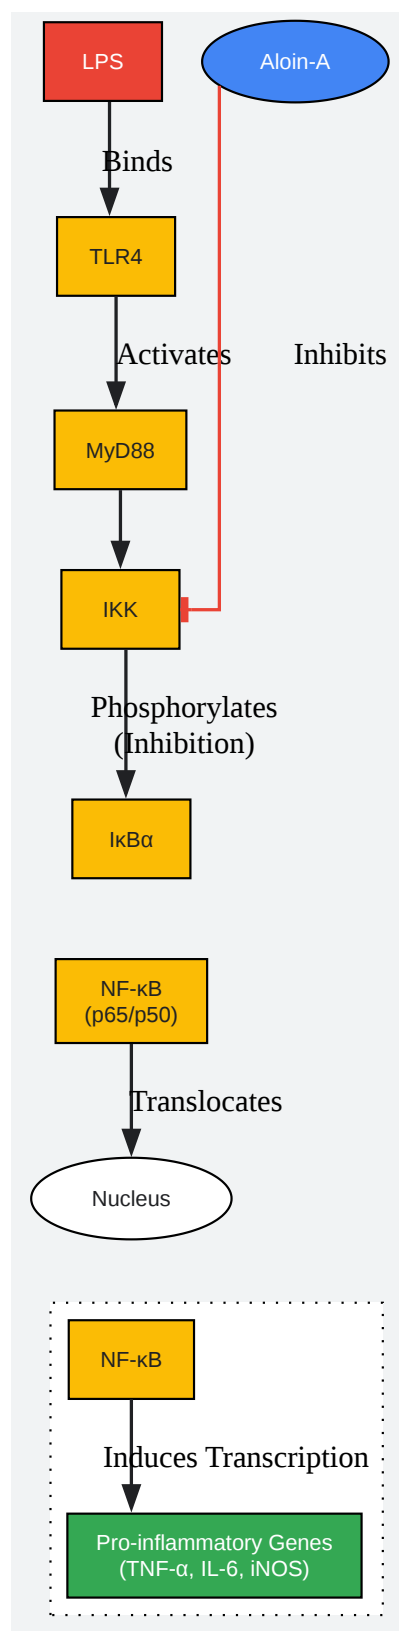 LPS
Aloin-A
Binds
TLR4
Activates
Inhibits
MyD88
IKK
Phosphorylates
(Inhibition)
IκBα
NF-κB
(p65/p50)
Translocates
Nucleus
NF-κB
Induces Transcription
Pro-inflammatory Genes
(TNF-α, IL-6, iNOS)